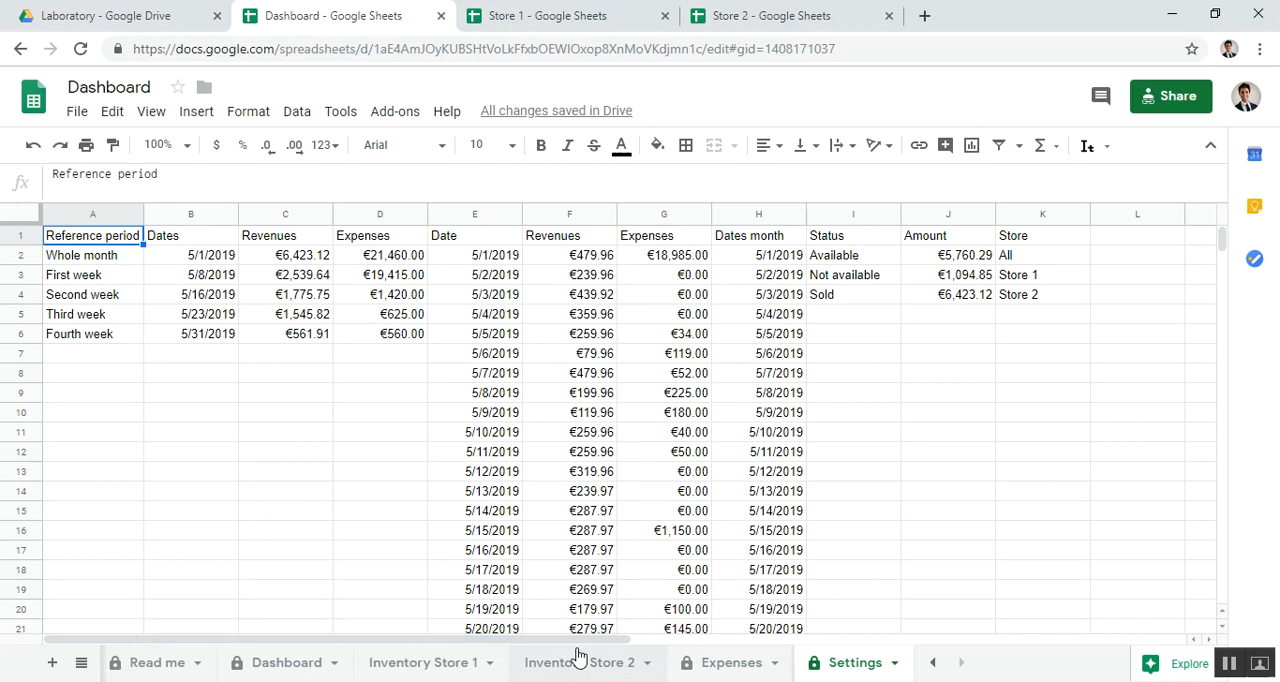 Laboratory - Google Drive Dashboard - Google Sheets Store 1 - Google Sheets Store 2 - Google Sheets
https://docs.google.com/spreadsheets/d/1aE4AmJOyKUBSHtVoLkFfxbOEWIOxop8XnMoVKdjmn1c/edit#gid=1408171037
Dashboard
File Edit View Insert Format Data Tools Add-ons Help All changes saved in Drive Share
100% $ % .0 .00 123 Arial 10 B I S A
fx Reference period
31
A B C D E F G H I J K L
1 Reference period Dates Revenues Expenses Date Revenues Expenses Dates month Status Amount Store
2 Whole month 5/1/2019 €6,423.12 €21,460.00 5/1/2019 €479.96 €18,985.00 5/1/2019 Available €5,760.29 All
3 First week 5/8/2019 €2,539.64 €19,415.00 5/2/2019 €239.96 €0.00 5/2/2019 Not available €1,094.85 Store 1
4 Second week 5/16/2019 €1,775.75 €1,420.00 5/3/2019 €439.92 €0.00 5/3/2019 Sold €6,423.12 Store 2
5 Third week 5/23/2019 €1,545.82 €625.00 5/4/2019 €359.96 €0.00 5/4/2019
6 Fourth week 5/31/2019 €561.91 €560.00 5/5/2019 €259.96 €34.00 5/5/2019
7 5/6/2019 €79.96 €119.00 5/6/2019
8 5/7/2019 €479.96 €52.00 5/7/2019
9 5/8/2019 €199.96 €225.00 5/8/2019
10 5/9/2019 €119.96 €180.00 5/9/2019
11 5/10/2019 €259.96 €40.00 5/10/2019
12 5/11/2019 €259.96 €50.00 5/11/2019
13 5/12/2019 €319.96 €0.00 5/12/2019
14 5/13/2019 €239.97 €0.00 5/13/2019
15 5/14/2019 €287.97 €0.00 5/14/2019
16 5/15/2019 €287.97 €1,150.00 5/15/2019
17 5/16/2019 €287.97 €0.00 5/16/2019
18 5/17/2019 €287.97 €0.00 5/17/2019
19 5/18/2019 €269.97 €0.00 5/18/2019
20 5/19/2019 €179.97 €100.00 5/19/2019
21 5/20/2019 €279.97 €145.00 5/20/2019
Read me Dashboard Inventory Store 1 Store 2 Expenses Settings Explore